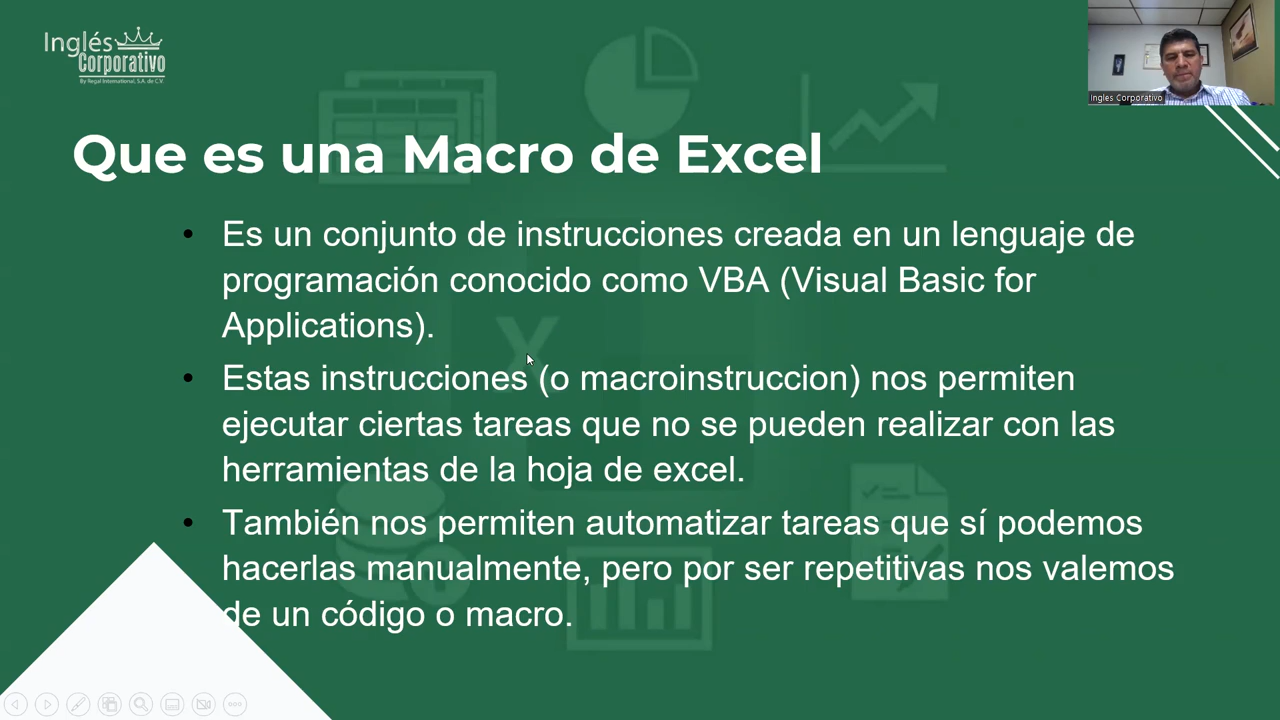 Inglés
Corporativo
By Regal International, S.A. de C.V.
Ingles Corporativo
Que es una Macro de Excel
• Es un conjunto de instrucciones creada en un lenguaje de
programación conocido como VBA (Visual Basic for
Applications).
• Estas instrucciones (o macroinstruccion) nos permiten
ejecutar ciertas tareas que no se pueden realizar con las
herramientas de la hoja de excel.
• También nos permiten automatizar tareas que sí podemos
hacerlas manualmente, pero por ser repetitivas nos valemos
de un código o macro.